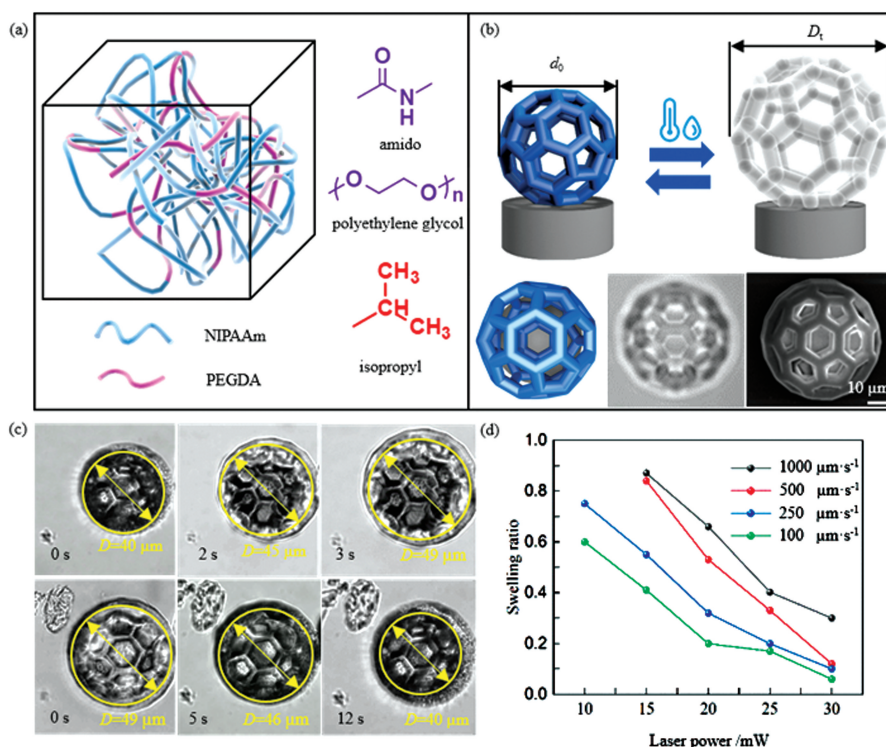 (a)
O
N
H
amido
O
O
n
polyethylene glycol
CH3
CH
CH3
isopropyl
NIPAAm
PEGDA
(b)
d0
Dt
10 μm
(c)
0 s
D=40 μm
2 s
D=45 μm
3 s
D=49 μm
0 s
D=49 μm
5 s
D=46 μm
12 s
D=40 μm
(d)
Swelling ratio
1.0
0.8
0.6
0.4
0.2
0.0
1000 μm·s-1
500 μm·s-1
250 μm·s-1
100 μm·s-1
10 15 20 25 30
Laser power /mW